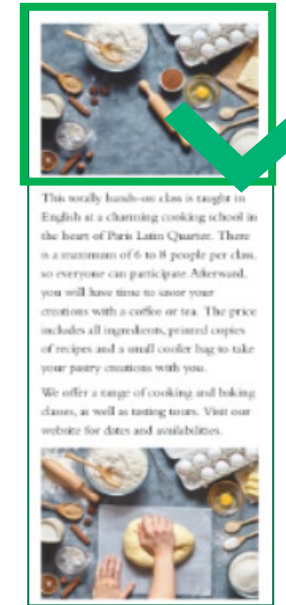 This totally hands-on class is taught in
English at a charming cooking school in
the heart of Paris Latin Quarter. There
is a maximum of 6 to 8 people per class,
so everyone can participate. Afterward,
you will have time to savor your
creations with a coffee or tea. The price
includes all ingredients, printed copies
of recipes and a small cooler bag to take
your pastry creations with you.
We offer a range of cooking and baking
classes, as well as tasting tours. Visit our
website for dates and availabilities.